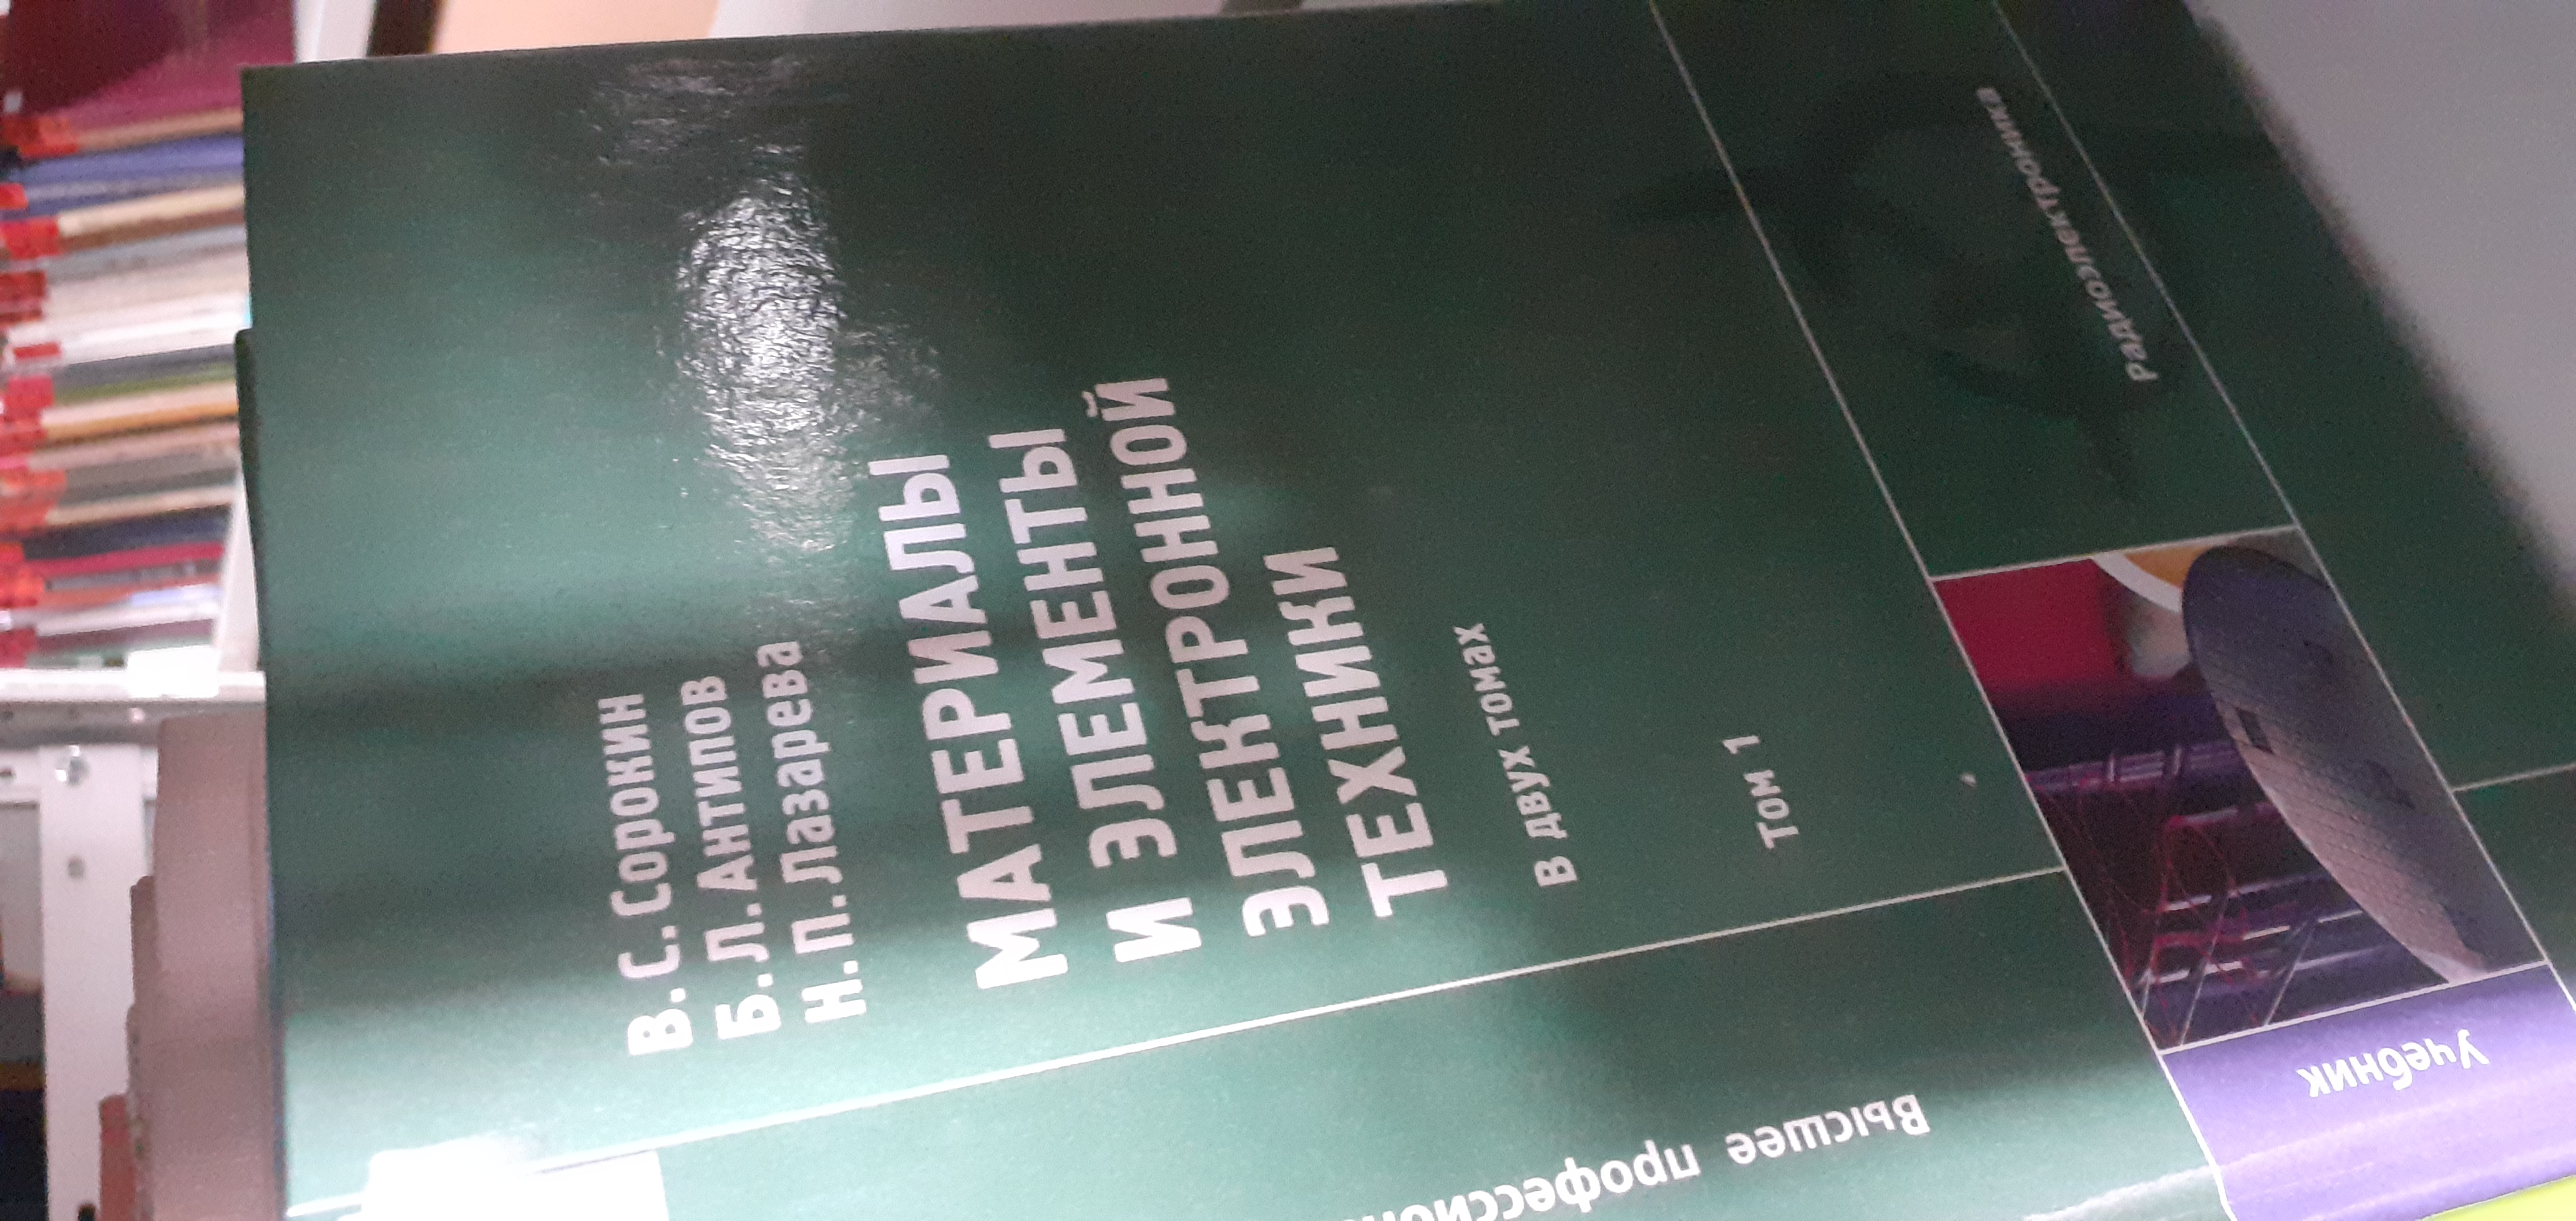 В. С. Сорокин
Б. Л. Антипов
Н. П. Лазарева
МАТЕРИАЛЫ
И ЭЛЕМЕНТЫ
ЭЛЕКТРОННОЙ
ТЕХНИКИ
В двух томах
Том 1
Радиоэлектроника
Учебник
Высшее